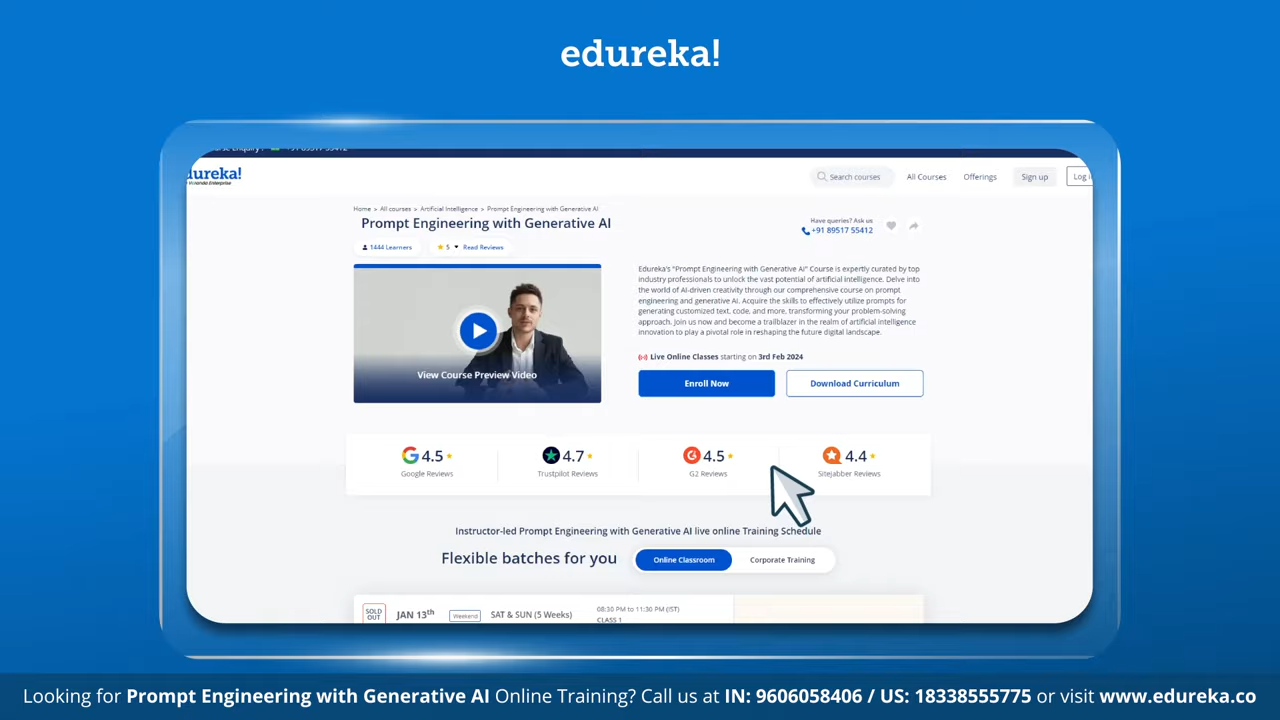 edureka!
dureka!
Search courses
All Courses
Offerings
Sign up
Home > All courses > Artificial Intelligence > Prompt Engineering with Generative AI
Prompt Engineering with Generative AI
Have queries? Ask us
+91 89517 55412
1444 Learners
5
Read Reviews
View Course Preview Video
Edureka's "Prompt Engineering with Generative AI" Course is expertly curated by top
industry professionals to unlock the vast potential of artificial intelligence. Delve into
the world of AI-driven creativity through our comprehensive course on prompt
engineering and generative AI. Acquire the skills to effectively utilize prompts for
generating customized text, code, and more, transforming your problem-solving
approach. Join us now and become a trailblazer in the realm of artificial intelligence
innovation to play a pivotal role in reshaping the future digital landscape.
Live Online Classes starting on 3rd Feb 2024
Enroll Now
Download Curriculum
4.5
Google Reviews
4.7
Trustpilot Reviews
4.5
G2 Reviews
4.4
Sitejabber Reviews
Instructor-led Prompt Engineering with Generative AI live online Training Schedule
Flexible batches for you
Online Classroom
Corporate Training
SOLD
OUT
JAN 13th
Weekend
SAT & SUN (5 Weeks)
08:30 PM to 11:30 PM (IST)
CLASS 1
Looking for Prompt Engineering with Generative AI Online Training? Call us at IN: 9606058406 / US: 18338555775 or visit www.edureka.co